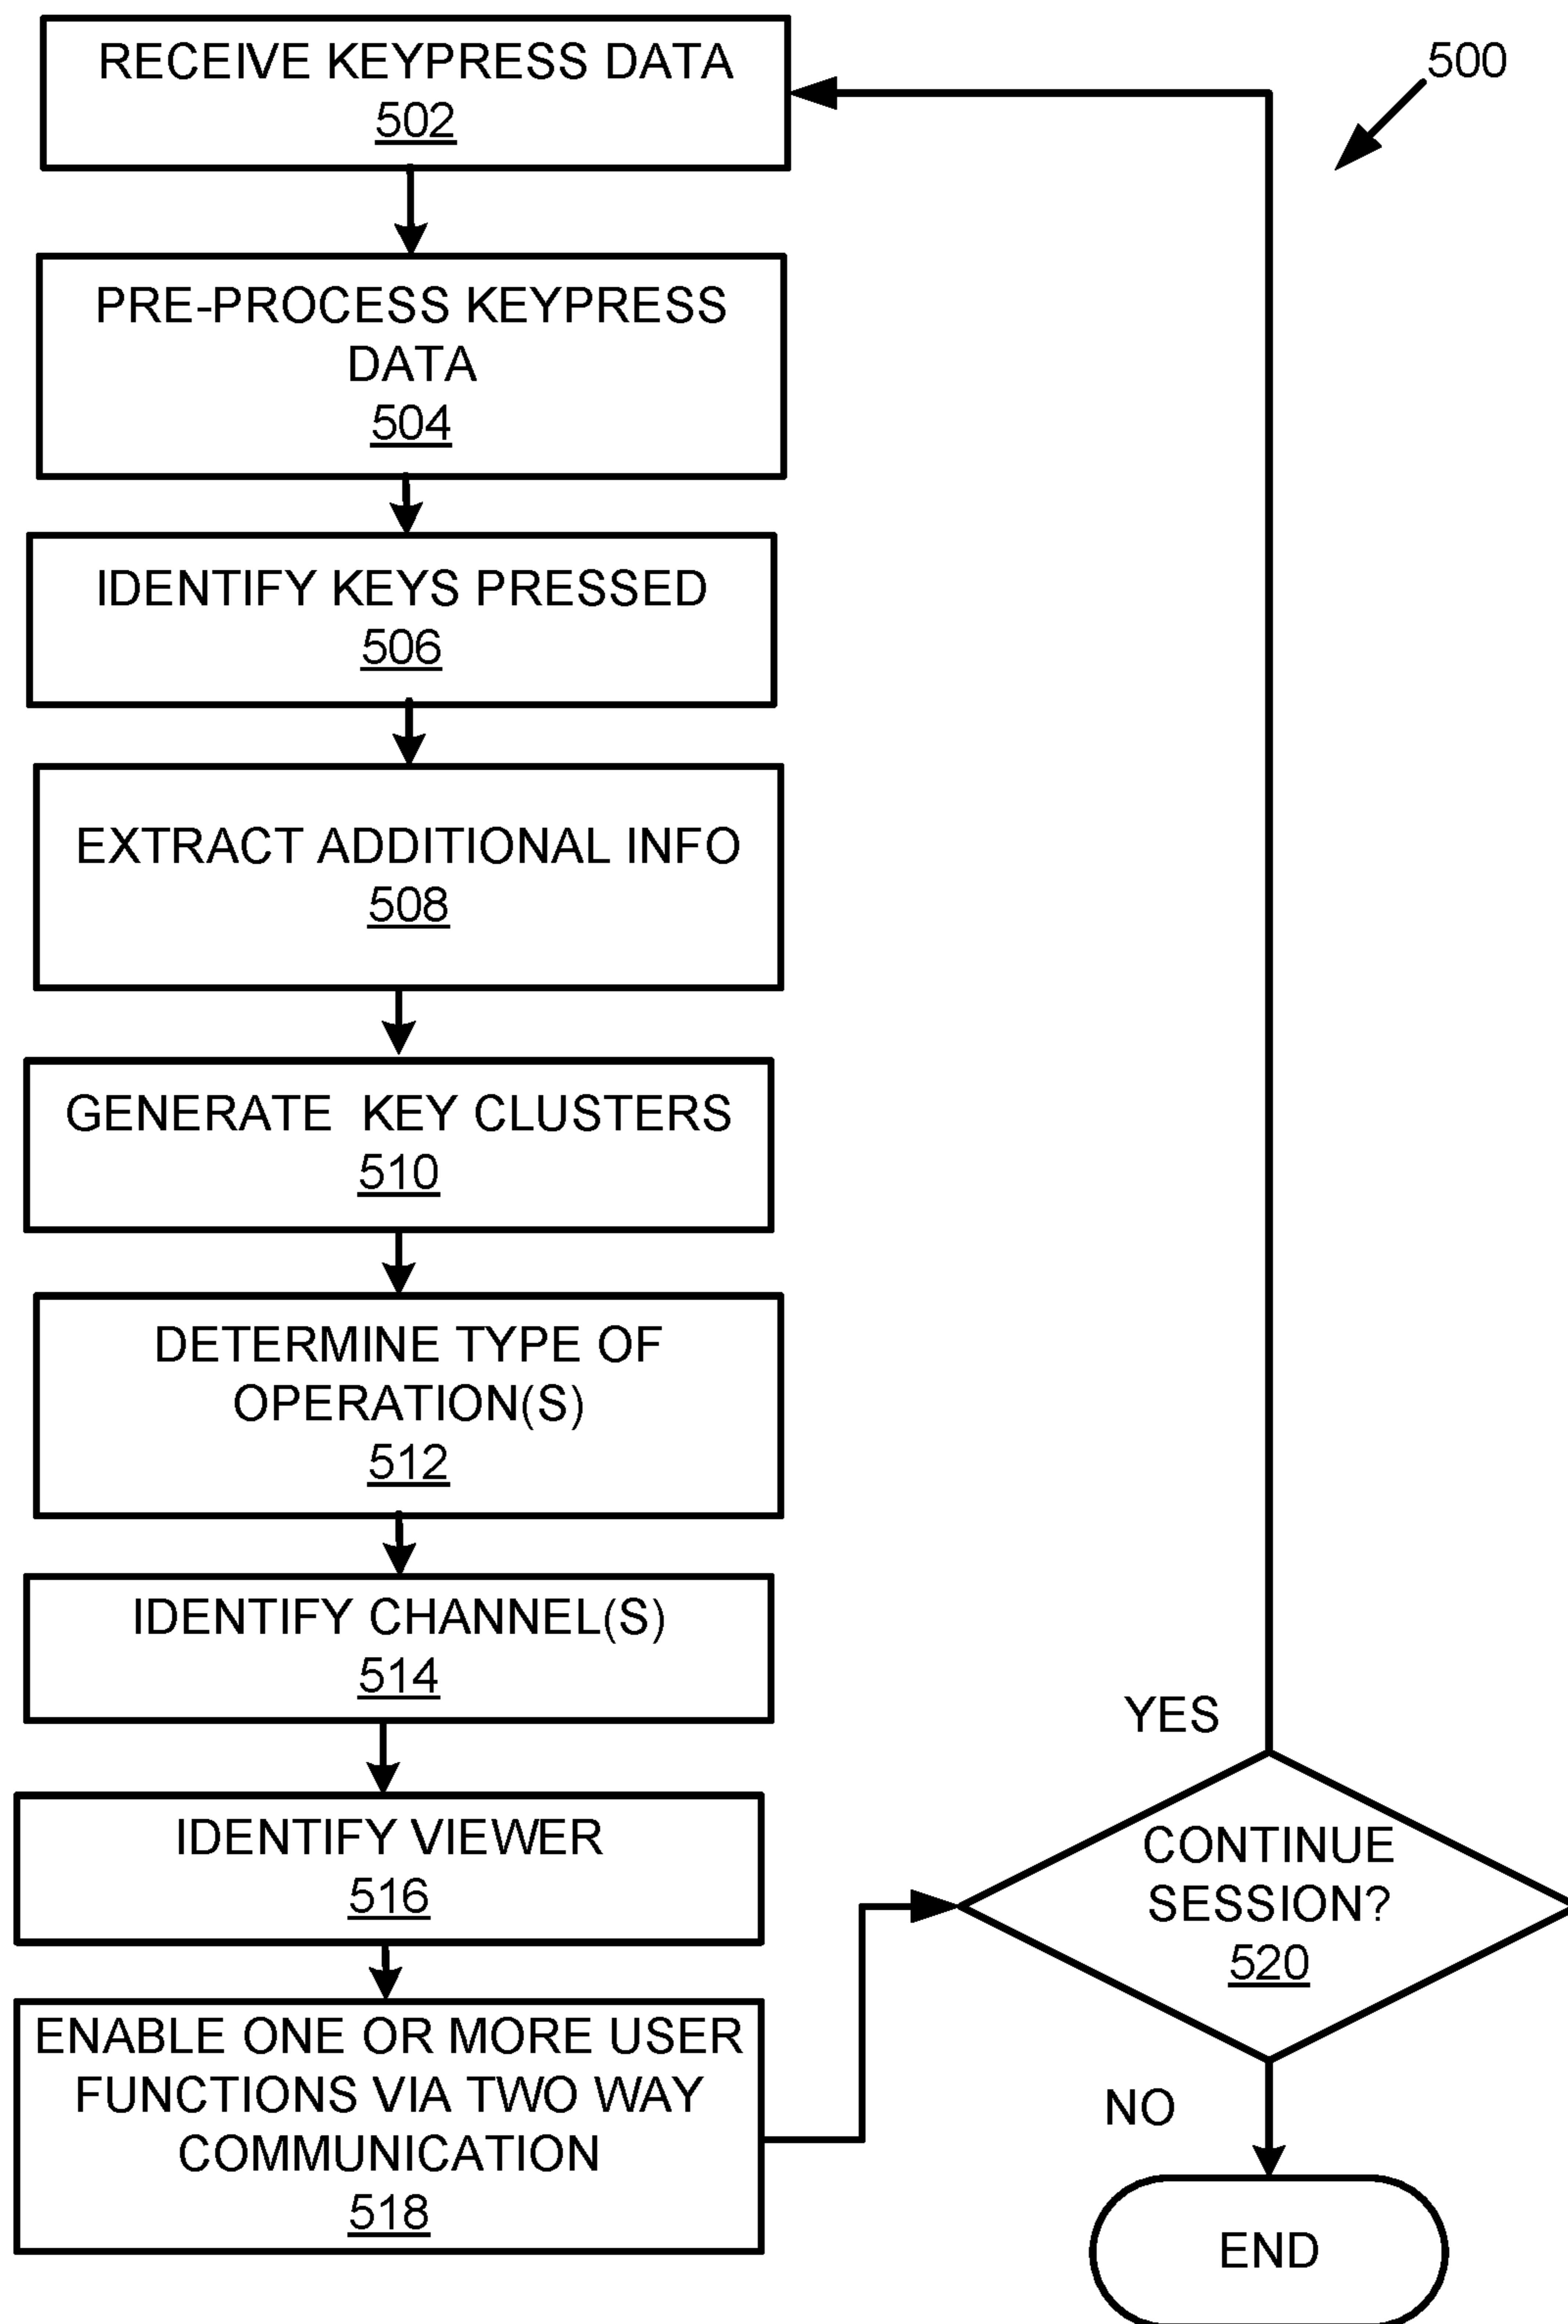 RECEIVE KEYPRESS DATA
502
500
PRE-PROCESS KEYPRESS
DATA
504
IDENTIFY KEYS PRESSED
506
EXTRACT ADDITIONAL INFO
508
GENERATE KEY CLUSTERS
510
DETERMINE TYPE OF
OPERATION(S)
512
IDENTIFY CHANNEL(S)
514
IDENTIFY VIEWER
516
ENABLE ONE OR MORE USER
FUNCTIONS VIA TWO WAY
COMMUNICATION
518
YES
CONTINUE
SESSION?
520
NO
END